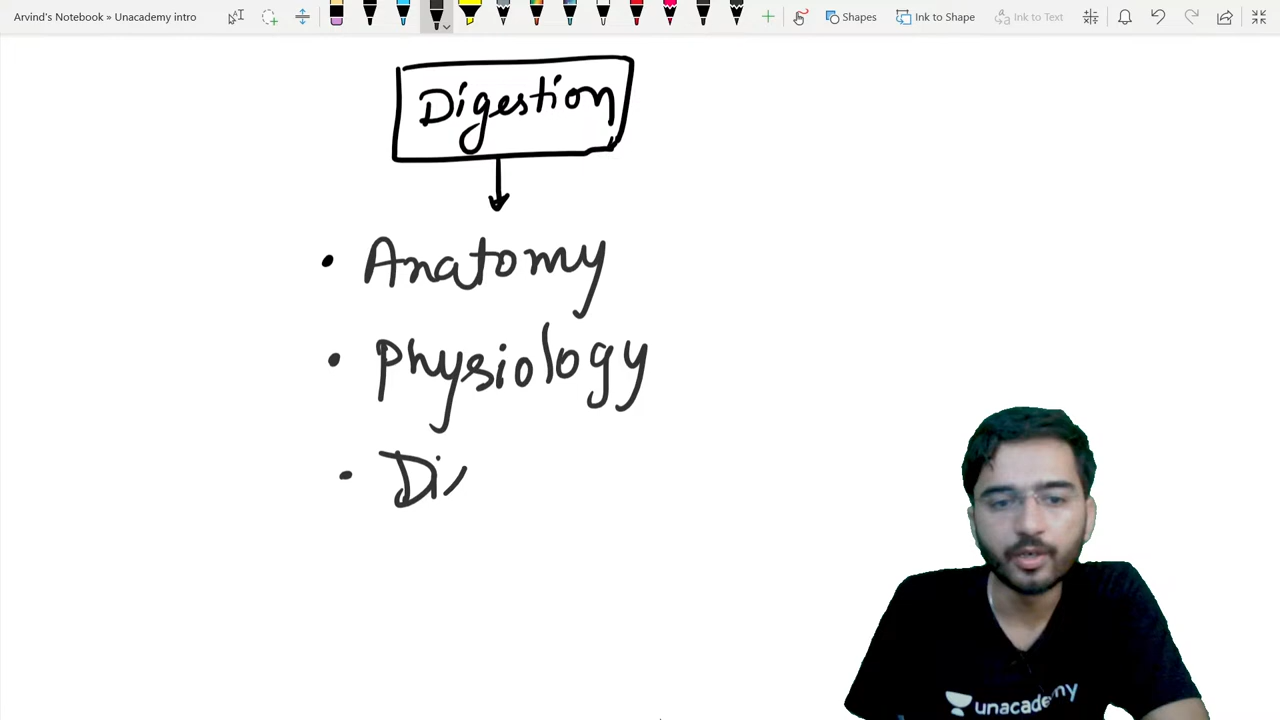 Arvind's Notebook » Unacademy intro
Shapes
Ink to Shape
Ink to Text
Digestion
• Anatomy
• Physiology
• Di
unacademy